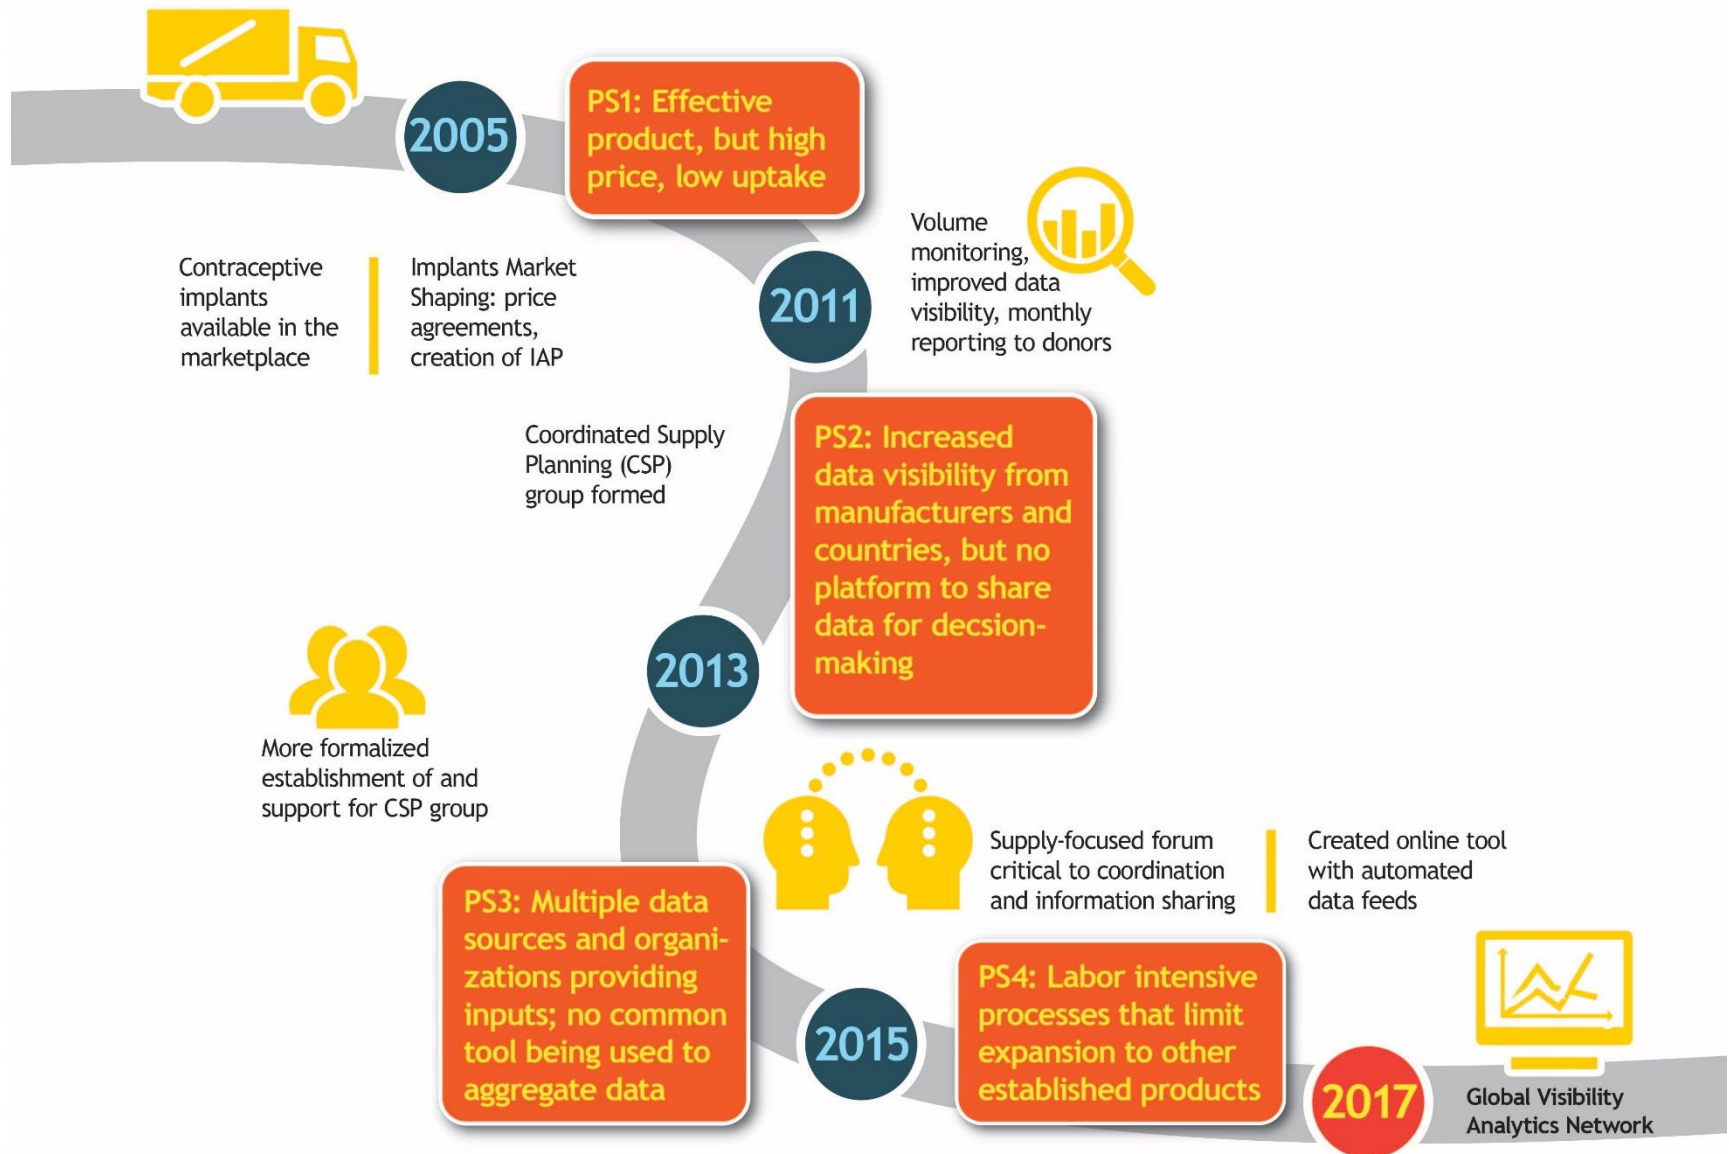 2005
PS1: Effective
product, but high
price, low uptake
Contraceptive
implants
available in the
marketplace
Implants Market
Shaping: price
agreements,
creation of IAP
2011
Volume
monitoring,
improved data
visibility, monthly
reporting to donors
Coordinated Supply
Planning (CSP)
group formed
PS2: Increased
data visibility from
manufacturers and
countries, but no
platform to share
data for decsion-
making
2013
More formalized
establishment of and
support for CSP group
PS3: Multiple data
sources and organi-
zations providing
inputs; no common
tool being used to
aggregate data
Supply-focused forum
critical to coordination
and information sharing
Created online tool
with automated
data feeds
2015
PS4: Labor intensive
processes that limit
expansion to other
established products
2017
Global Visibility
Analytics Network